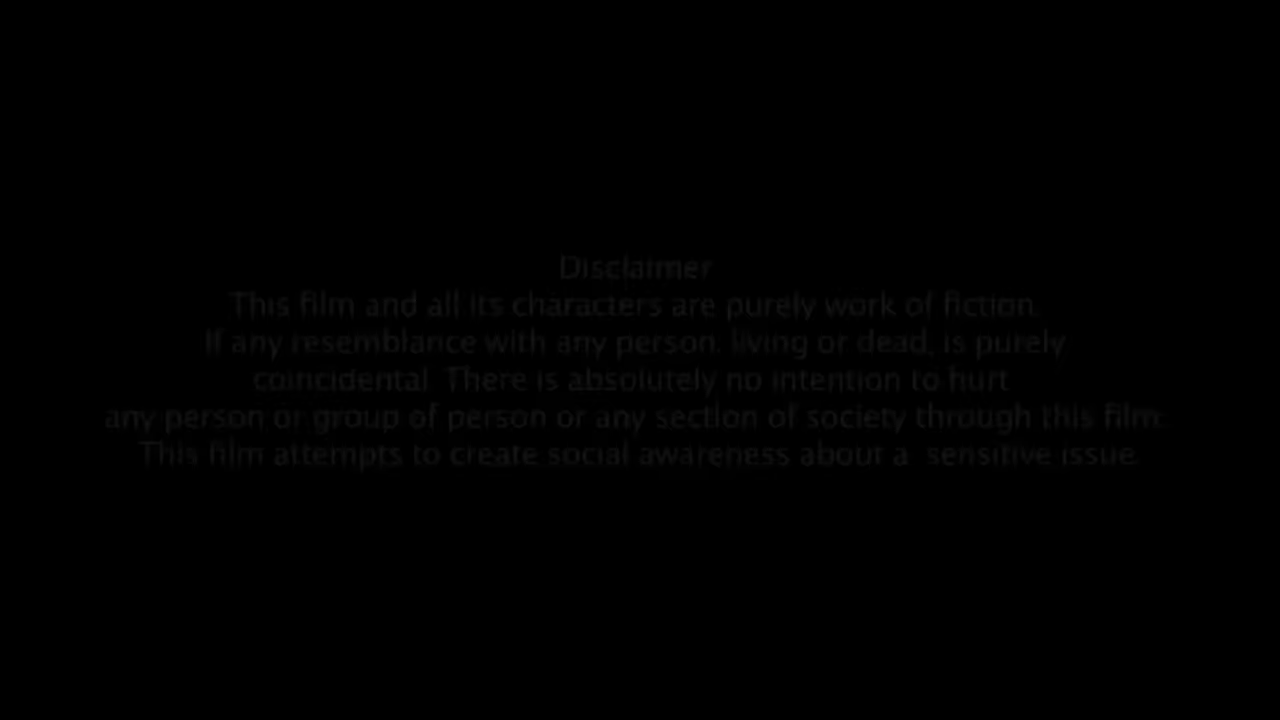 Disclaimer
This film and all its characters are purely work of fiction.
If any resemblance with any person, living or dead, is purely
coincidental. There is absolutely no intention to hurt
any person or group of person or any section of society through this film.
This film attempts to create social awareness about a sensitive issue.